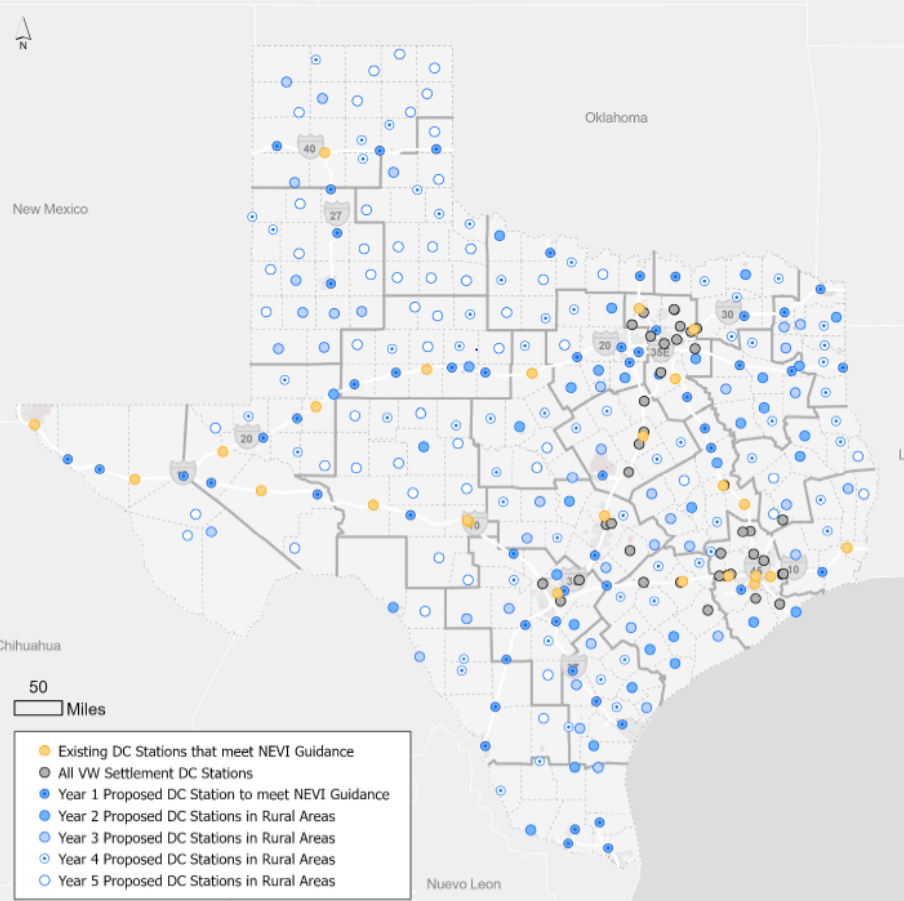 N
Oklahoma
40
New Mexico
27
30
20
35E
20
L
10
10
45
35
Chihuahua
50
Miles
Existing DC Stations that meet NEVI Guidance
All VW Settlement DC Stations
Year 1 Proposed DC Station to meet NEVI Guidance
Year 2 Proposed DC Stations in Rural Areas
Year 3 Proposed DC Stations in Rural Areas
Year 4 Proposed DC Stations in Rural Areas
Year 5 Proposed DC Stations in Rural Areas
Nuevo Leon